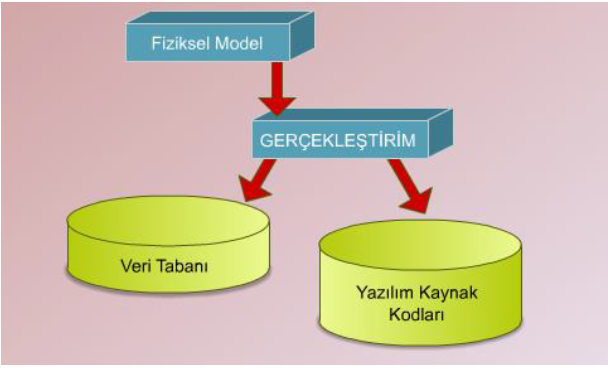 Fiziksel Model
GERÇEKLEŞTİRİM
Veri Tabanı
Yazılım Kaynak
Kodları